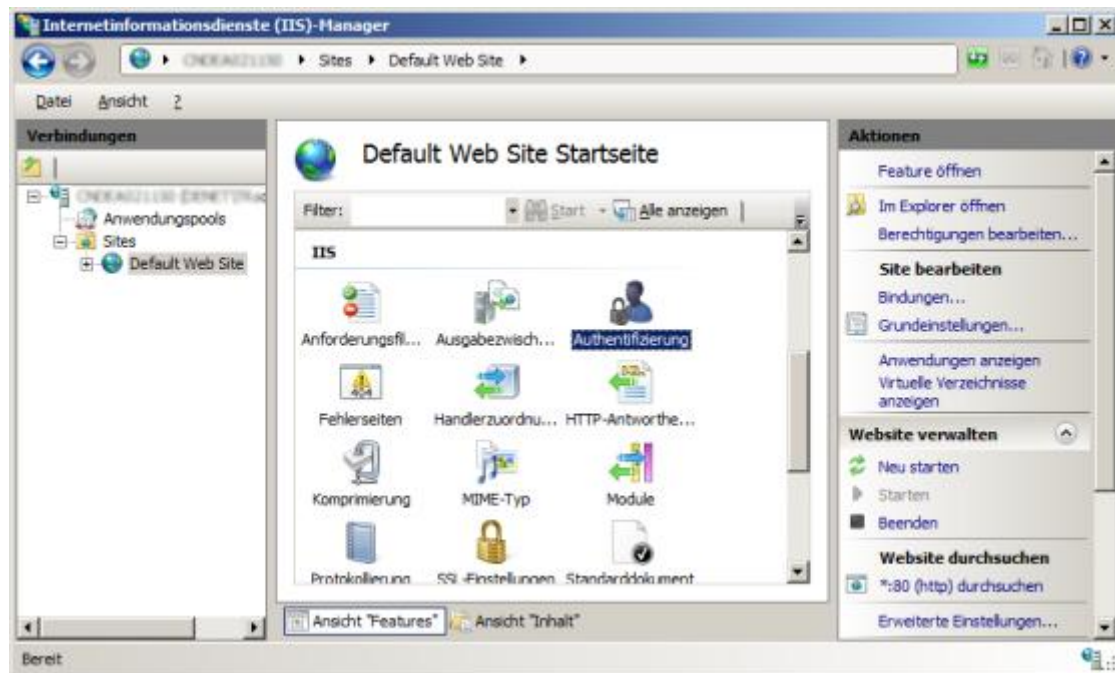 Internetinformationsdienste (IIS)-Manager
Sites Default Web Site
Datei Ansicht ?
Verbindungen
Anwendungspools
Sites
Default Web Site
Default Web Site Startseite
Filter: Start Alle anzeigen
IIS
Anforderungsfil... Ausgabezwisch... Authentifizierung
Fehlerseiten Handlerzuordnu... HTTP-Antworthe...
404
Komprimierung MIME-Typ Module
Protokollierung SSL-Einstellungen Standarddokument
Ansicht "Features" Ansicht "Inhalt"
Aktionen
Feature öffnen
Im Explorer öffnen
Berechtigungen bearbeiten...
Site bearbeiten
Bindungen...
Grundeinstellungen...
Anwendungen anzeigen
Virtuelle Verzeichnisse
anzeigen
Website verwalten
Neu starten
Starten
Beenden
Website durchsuchen
*:80 (http) durchsuchen
Erweiterte Einstellungen...
Bereit